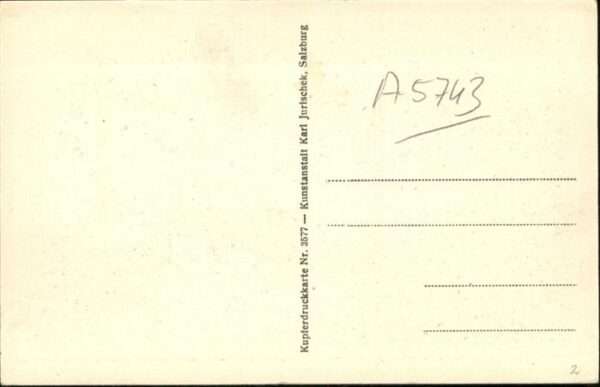 Kupferdruckkarte Nr. 3577 — Kunstanstalt Karl Jurischek, Salzburg
A5743
2